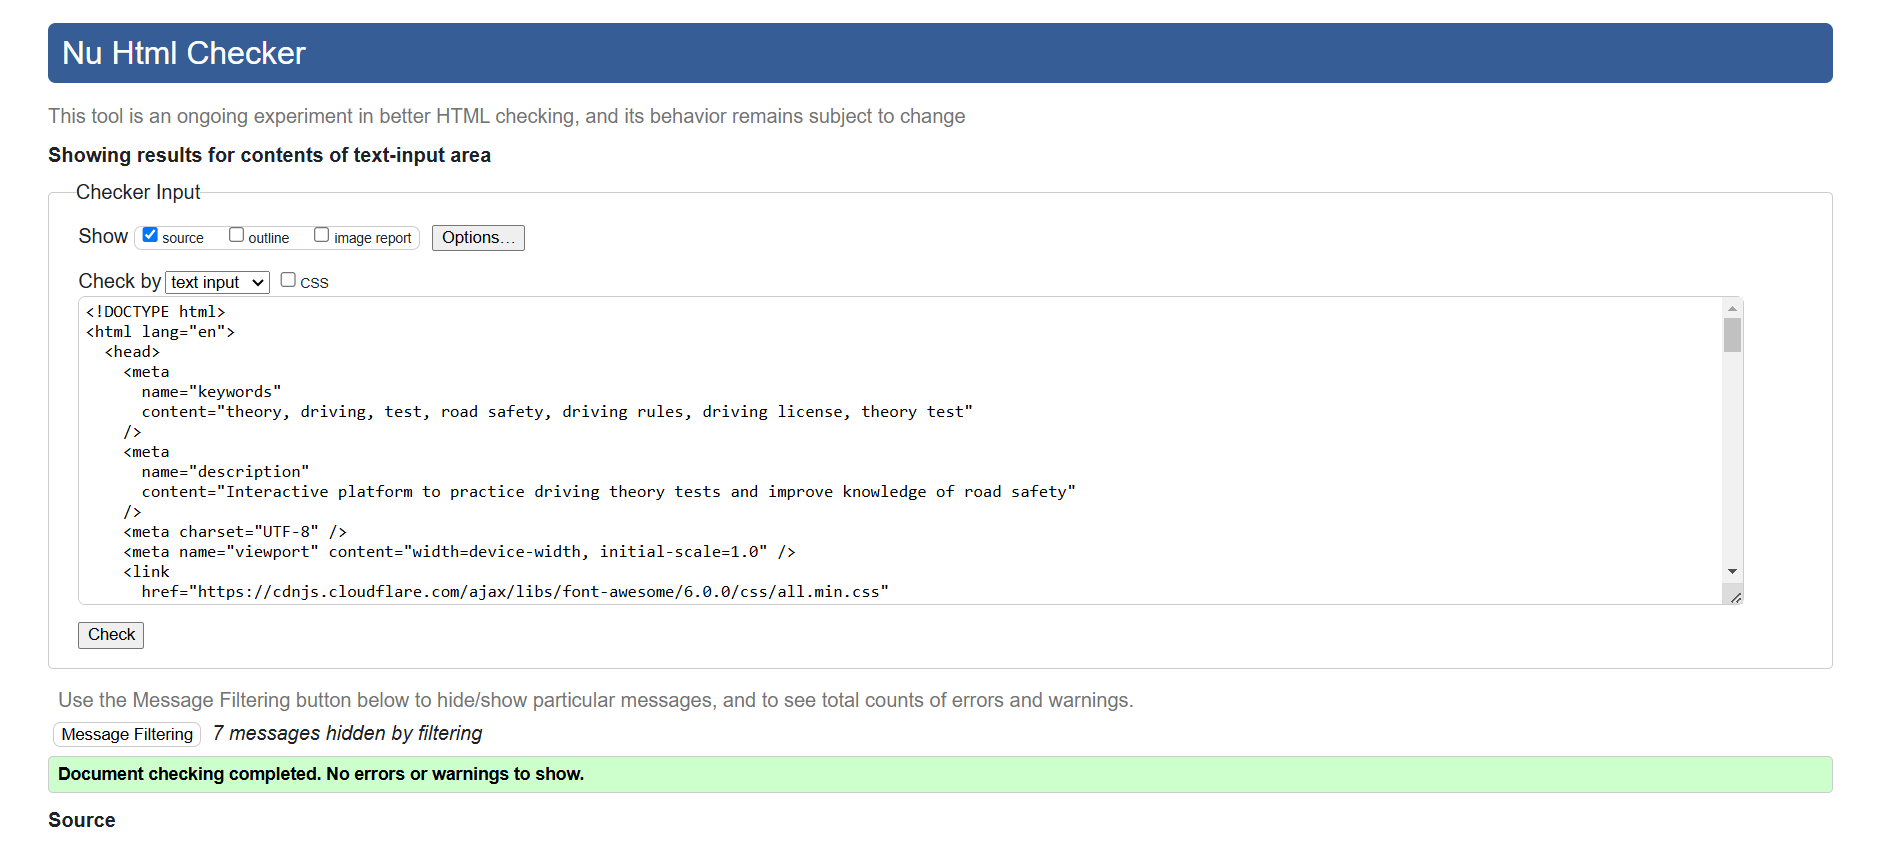 Nu Html Checker
This tool is an ongoing experiment in better HTML checking, and its behavior remains subject to change
Showing results for contents of text-input area
Checker Input
Show source outline image report Options...
Check by text input CSS
<!DOCTYPE html>
<html lang="en">
  <head>
    <meta
      name="keywords"
      content="theory, driving, test, road safety, driving rules, driving license, theory test"
    />
    <meta
      name="description"
      content="Interactive platform to practice driving theory tests and improve knowledge of road safety"
    />
    <meta charset="UTF-8" />
    <meta name="viewport" content="width=device-width, initial-scale=1.0" />
    <link
      href="https://cdnjs.cloudflare.com/ajax/libs/font-awesome/6.0.0/css/all.min.css"
Check
Use the Message Filtering button below to hide/show particular messages, and to see total counts of errors and warnings.
Message Filtering 7 messages hidden by filtering
Document checking completed. No errors or warnings to show.
Source